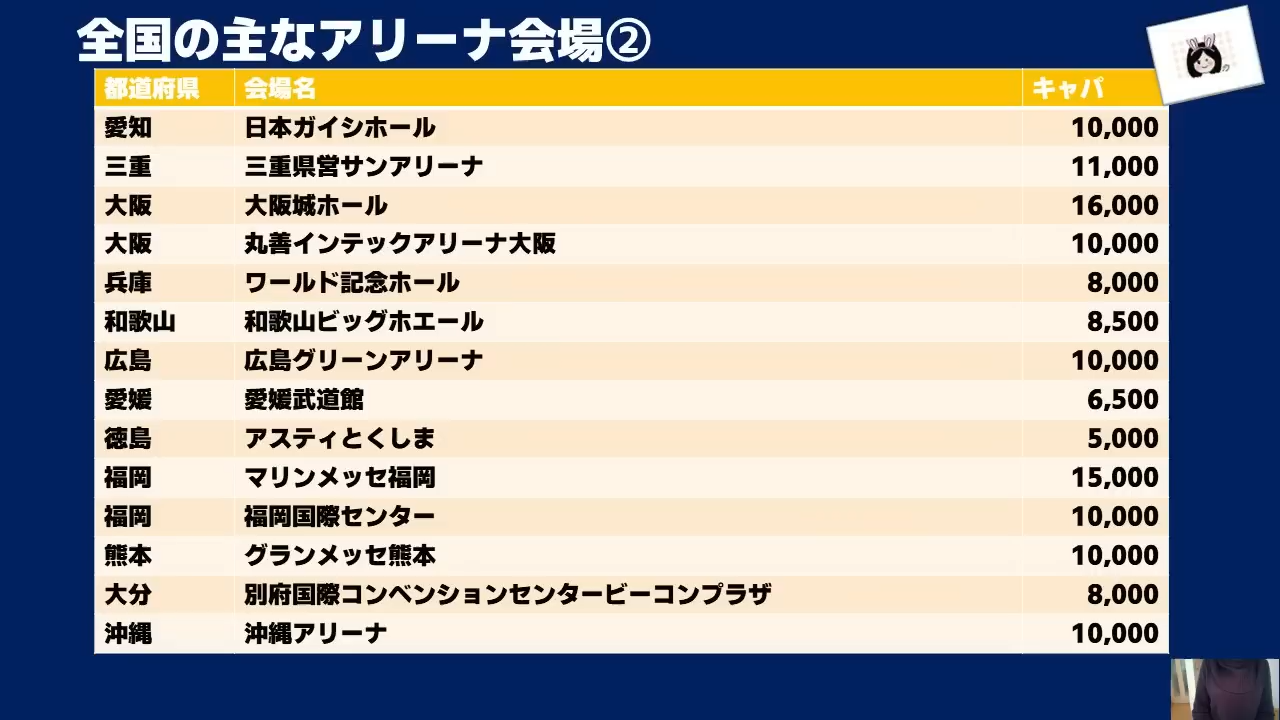 全国の主なアリーナ会場②
都道府県 会場名 キャパ
愛知 日本ガイシホール 10,000
三重 三重県営サンアリーナ 11,000
大阪 大阪城ホール 16,000
大阪 丸善インテックアリーナ大阪 10,000
兵庫 ワールド記念ホール 8,000
和歌山 和歌山ビッグホエール 8,500
広島 広島グリーンアリーナ 10,000
愛媛 愛媛武道館 6,500
徳島 アスティとくしま 5,000
福岡 マリンメッセ福岡 15,000
福岡 福岡国際センター 10,000
熊本 グランメッセ熊本 10,000
大分 別府国際コンベンションセンタービーコンプラザ 8,000
沖縄 沖縄アリーナ 10,000